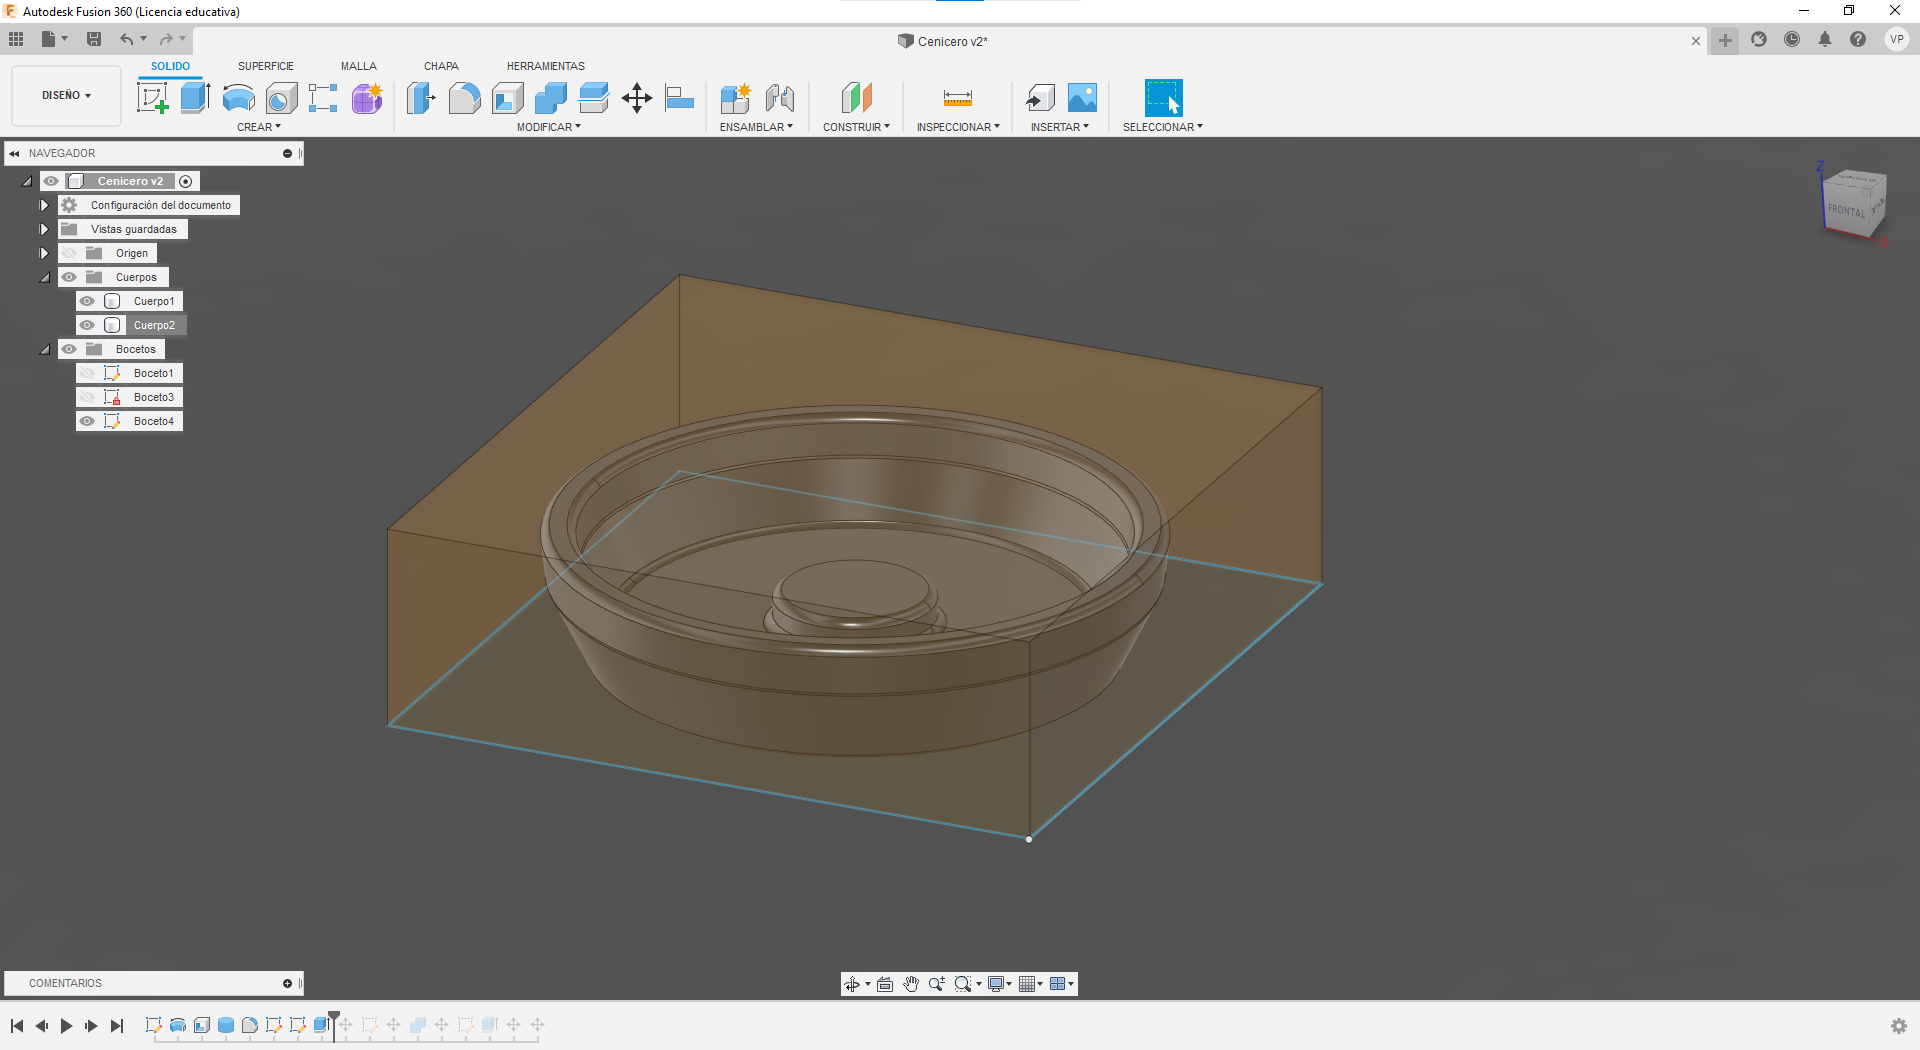 Autodesk Fusion 360 (Licencia educativa)
Cenicero v2*
VP
DISEÑO
SOLIDO
SUPERFICIE
MALLA
CHAPA
HERRAMIENTAS
CREAR
MODIFICAR
ENSAMBLAR
CONSTRUIR
INSPECCIONAR
INSERTAR
SELECCIONAR
NAVEGADOR
Cenicero v2
Configuración del documento
Vistas guardadas
Origen
Cuerpos
Cuerpo1
Cuerpo2
Bocetos
Boceto1
Boceto3
Boceto4
Z
FRONTAL
X
COMENTARIOS